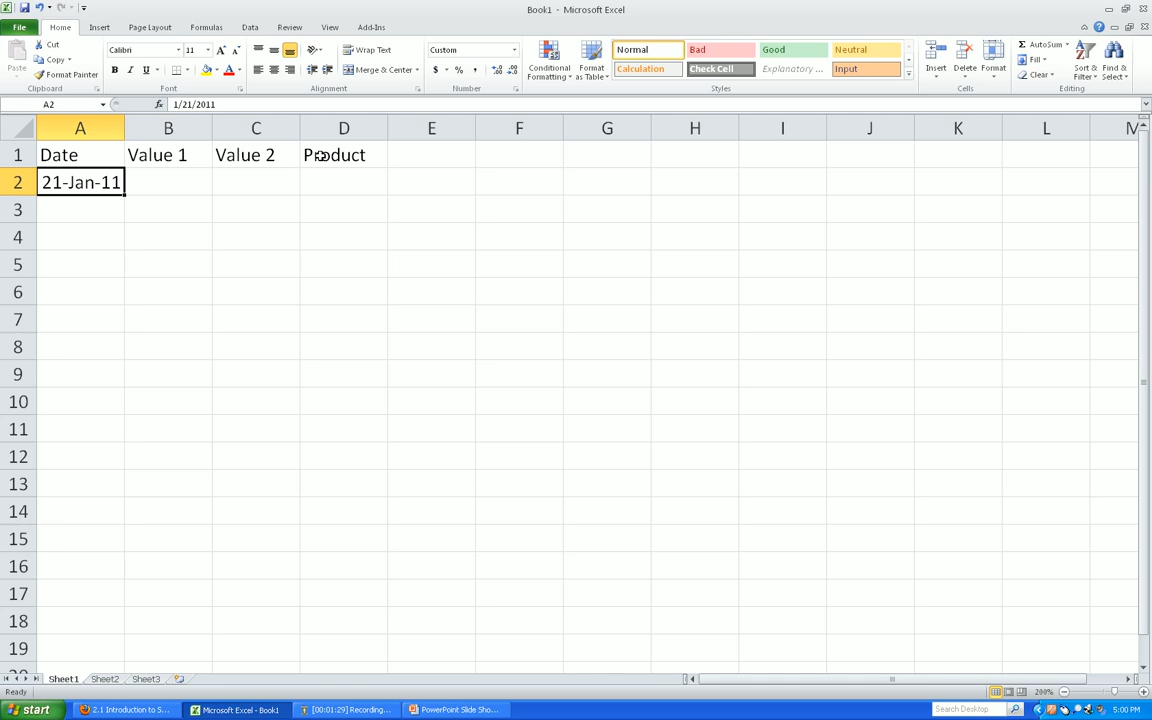 Book1 - Microsoft Excel
File Home Insert Page Layout Formulas Data Review View Add-Ins
Paste
Cut
Copy
Format Painter
Clipboard
Calibri 11
B I U A
Font
Wrap Text
Merge & Center
Alignment
Custom
$ % ,
Number
Conditional Formatting
Format as Table
Normal Bad Good Neutral
Calculation Check Cell Explanatory ... Input
Styles
Insert Delete Format
Cells
Σ AutoSum
Fill
Clear
Sort & Filter
Find & Select
Editing
A2 fx 1/21/2011
A B C D E F G H I J K L M
1 Date Value 1 Value 2 Product
2 21-Jan-11
3
4
5
6
7
8
9
10
11
12
13
14
15
16
17
18
19
20
Sheet1 Sheet2 Sheet3
Ready 200%
start 2.1 Introduction to S... Microsoft Excel - Book1 [00:01:29] Recording... PowerPoint Slide Sho... Search Desktop 5:00 PM